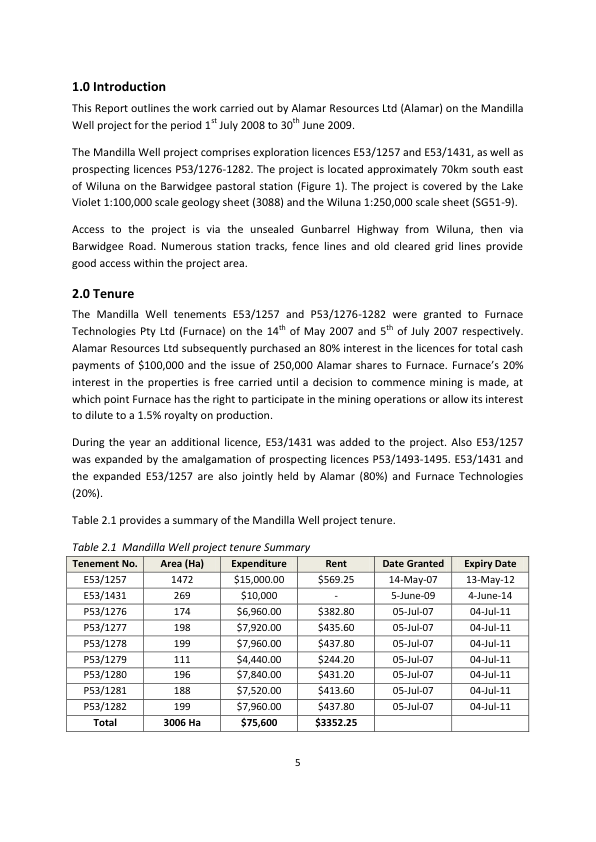 1.0 Introduction
This Report outlines the work carried out by Alamar Resources Ltd (Alamar) on the Mandilla
Well project for the period 1st July 2008 to 30th June 2009.
The Mandilla Well project comprises exploration licences E53/1257 and E53/1431, as well as
prospecting licences P53/1276-1282. The project is located approximately 70km south east
of Wiluna on the Barwidgee pastoral station (Figure 1). The project is covered by the Lake
Violet 1:100,000 scale geology sheet (3088) and the Wiluna 1:250,000 scale sheet (SG51-9).
Access to the project is via the unsealed Gunbarrel Highway from Wiluna, then via
Barwidgee Road. Numerous station tracks, fence lines and old cleared grid lines provide
good access within the project area.
2.0 Tenure
The Mandilla Well tenements E53/1257 and P53/1276-1282 were granted to Furnace
Technologies Pty Ltd (Furnace) on the 14th of May 2007 and 5th of July 2007 respectively.
Alamar Resources Ltd subsequently purchased an 80% interest in the licences for total cash
payments of $100,000 and the issue of 250,000 Alamar shares to Furnace. Furnace's 20%
interest in the properties is free carried until a decision to commence mining is made, at
which point Furnace has the right to participate in the mining operations or allow its interest
to dilute to a 1.5% royalty on production.
During the year an additional licence, E53/1431 was added to the project. Also E53/1257
was expanded by the amalgamation of prospecting licences P53/1493-1495. E53/1431 and
the expanded E53/1257 are also jointly held by Alamar (80%) and Furnace Technologies
(20%).
Table 2.1 provides a summary of the Mandilla Well project tenure.
Table 2.1 Mandilla Well project tenure Summary
Tenement No. Area (Ha) Expenditure Rent Date Granted Expiry Date
E53/1257 1472 $15,000.00 $569.25 14-May-07 13-May-12
E53/1431 269 $10,000 - 5-June-09 4-June-14
P53/1276 174 $6,960.00 $382.80 05-Jul-07 04-Jul-11
P53/1277 198 $7,920.00 $435.60 05-Jul-07 04-Jul-11
P53/1278 199 $7,960.00 $437.80 05-Jul-07 04-Jul-11
P53/1279 111 $4,440.00 $244.20 05-Jul-07 04-Jul-11
P53/1280 196 $7,840.00 $431.20 05-Jul-07 04-Jul-11
P53/1281 188 $7,520.00 $413.60 05-Jul-07 04-Jul-11
P53/1282 199 $7,960.00 $437.80 05-Jul-07 04-Jul-11
Total 3006 Ha $75,600 $3352.25
5